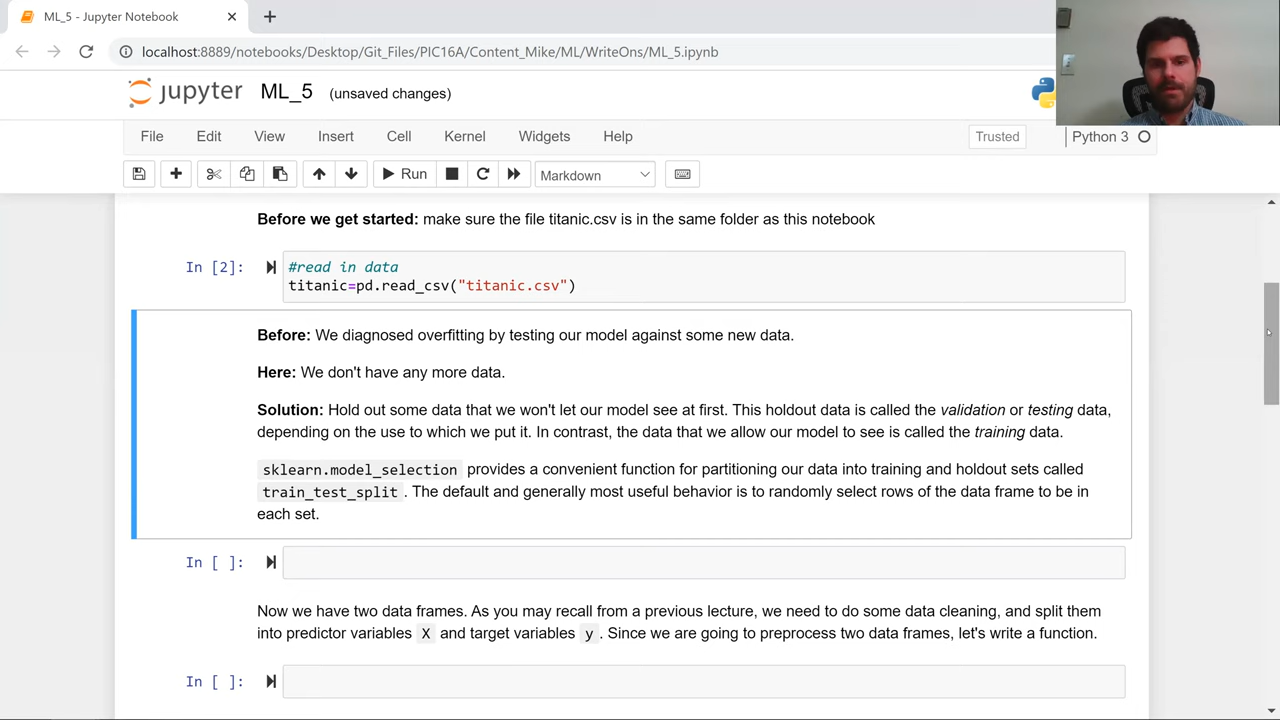 ML_5 - Jupyter Notebook
localhost:8889/notebooks/Desktop/Git_Files/PIC16A/Content_Mike/ML/WriteOns/ML_5.ipynb
jupyter ML_5 (unsaved changes)
File Edit View Insert Cell Kernel Widgets Help Trusted Python 3
Run Markdown
Before we get started: make sure the file titanic.csv is in the same folder as this notebook
In [2]: #read in data
titanic=pd.read_csv("titanic.csv")
Before: We diagnosed overfitting by testing our model against some new data.
Here: We don't have any more data.
Solution: Hold out some data that we won't let our model see at first. This holdout data is called the validation or testing data,
depending on the use to which we put it. In contrast, the data that we allow our model to see is called the training data.
sklearn.model_selection provides a convenient function for partitioning our data into training and holdout sets called
train_test_split . The default and generally most useful behavior is to randomly select rows of the data frame to be in
each set.
In [ ]:
Now we have two data frames. As you may recall from a previous lecture, we need to do some data cleaning, and split them
into predictor variables X and target variables y . Since we are going to preprocess two data frames, let's write a function.
In [ ]: